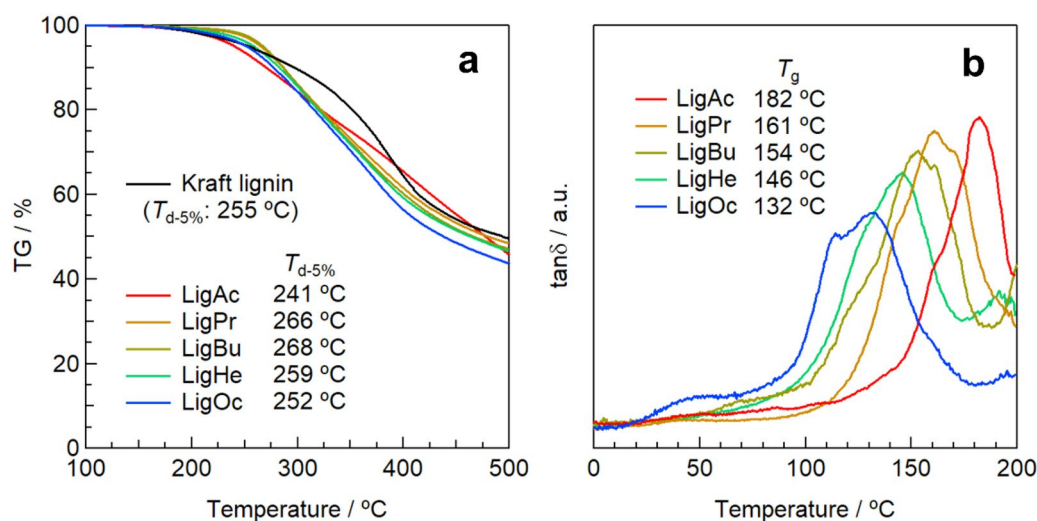 a
TG / %
100
80
60
40
20
0
Kraft lignin
(Td-5%: 255 ºC)
Td-5%
LigAc 241 ºC
LigPr 266 ºC
LigBu 268 ºC
LigHe 259 ºC
LigOc 252 ºC
100 200 300 400 500
Temperature / ºC
b
tanδ / a.u.
Tg
LigAc 182 ºC
LigPr 161 ºC
LigBu 154 ºC
LigHe 146 ºC
LigOc 132 ºC
0 50 100 150 200
Temperature / ºC